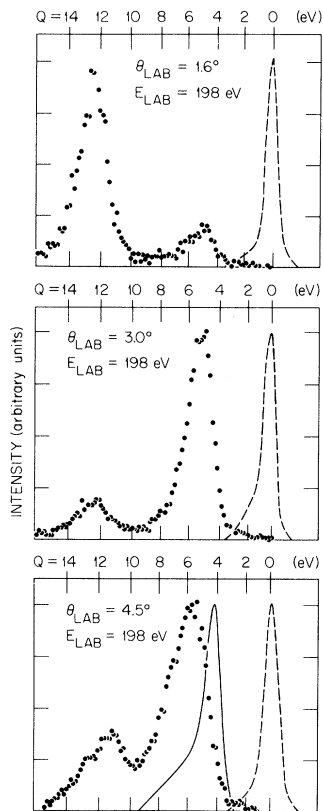 Q = 14 12 10 8 6 4 2 0 (eV)
θLAB = 1.6°
ELAB = 198 eV
Q = 14 12 10 8 6 4 2 0 (eV)
θLAB = 3.0°
ELAB = 198 eV
INTENSITY (arbitrary units)
Q = 14 12 10 8 6 4 2 0 (eV)
θLAB = 4.5°
ELAB = 198 eV